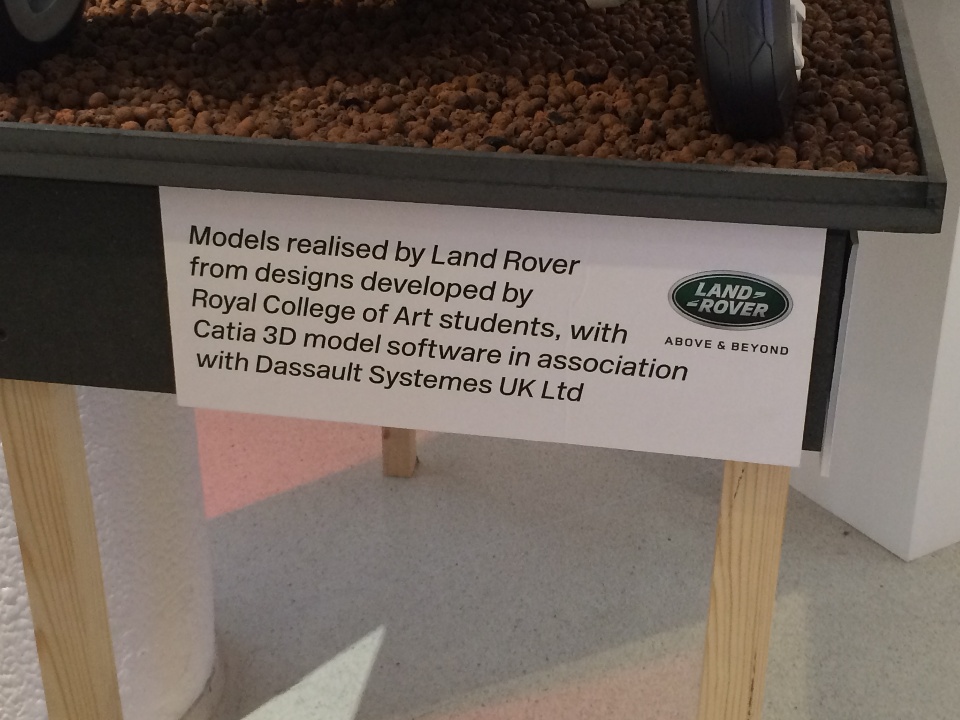 Models realised by Land Rover
from designs developed by
Royal College of Art students, with
Catia 3D model software in association
with Dassault Systemes UK Ltd
LAND
ROVER
ABOVE & BEYOND